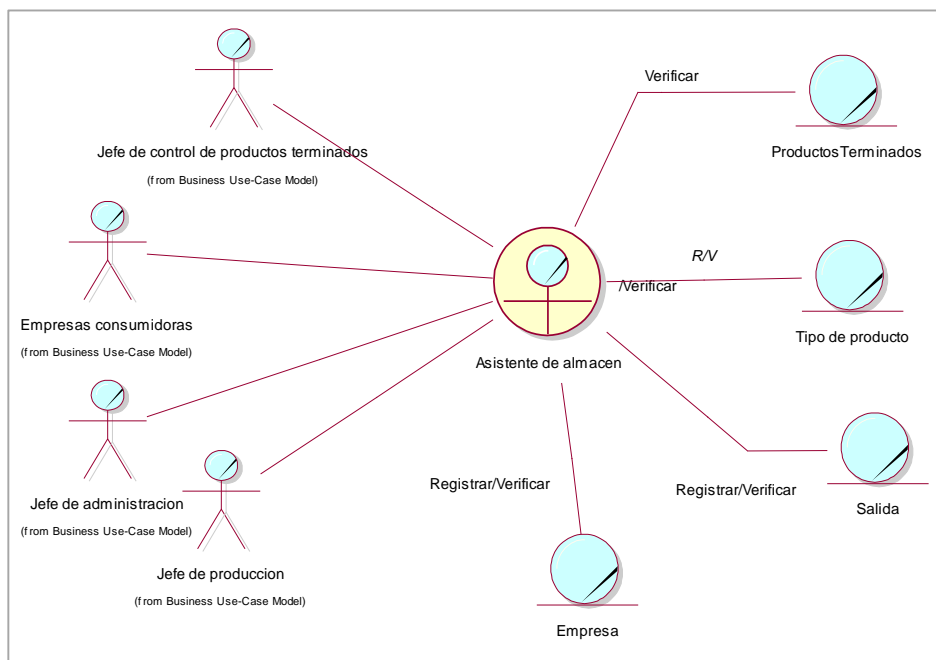 Verificar
Jefe de control de productos terminados
(from Business Use-Case Model)
ProductosTerminados
R/V
/Verificar
Empresas consumidoras
(from Business Use-Case Model)
Tipo de producto
Asistente de almacen
Jefe de administracion
(from Business Use-Case Model)
Registrar/Verificar
Registrar/Verificar
Salida
Jefe de produccion
(from Business Use-Case Model)
Empresa